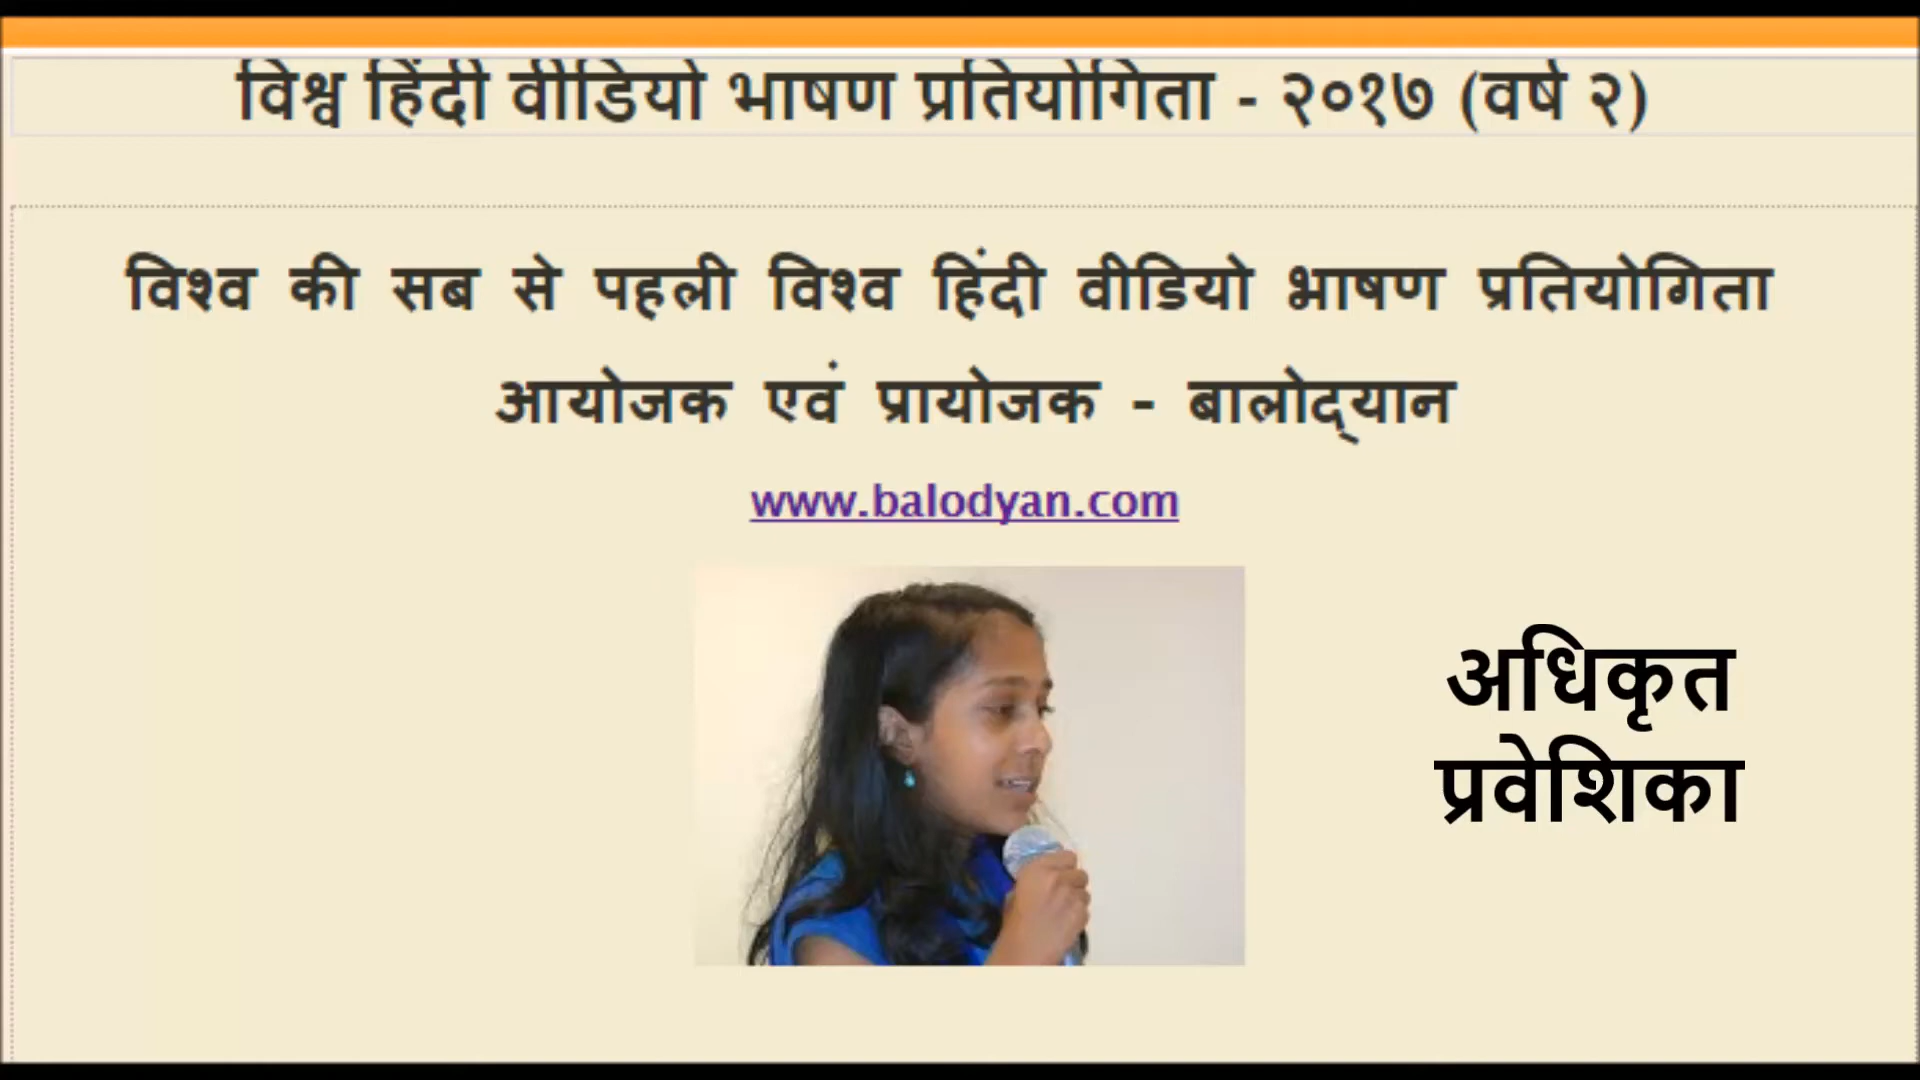 विश्व हिंदी वीडियो भाषण प्रतियोगिता - २०१७ (वर्ष २)
विश्व की सब से पहली विश्व हिंदी वीडियो भाषण प्रतियोगिता
आयोजक एवं प्रायोजक - बालोद्‌यान
www.balodyan.com
अधिकृत
प्रवेशिका